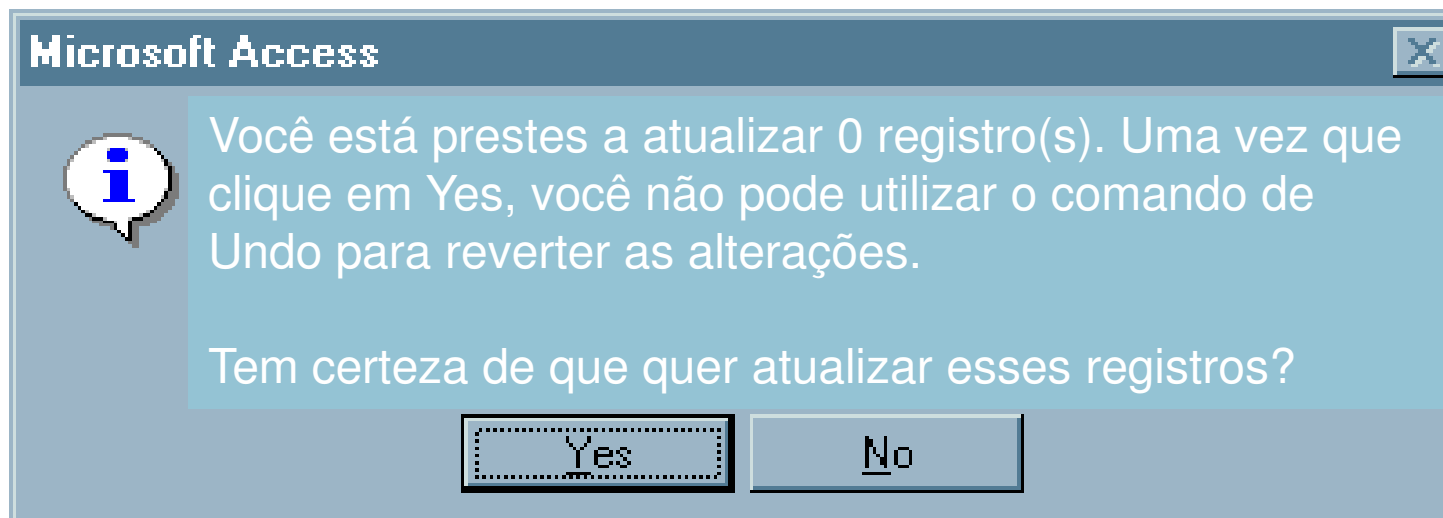 Microsoft Access
Você está prestes a atualizar 0 registro(s). Uma vez que
clique em Yes, você não pode utilizar o comando de
Undo para reverter as alterações.
Tem certeza de que quer atualizar esses registros?
Yes
No